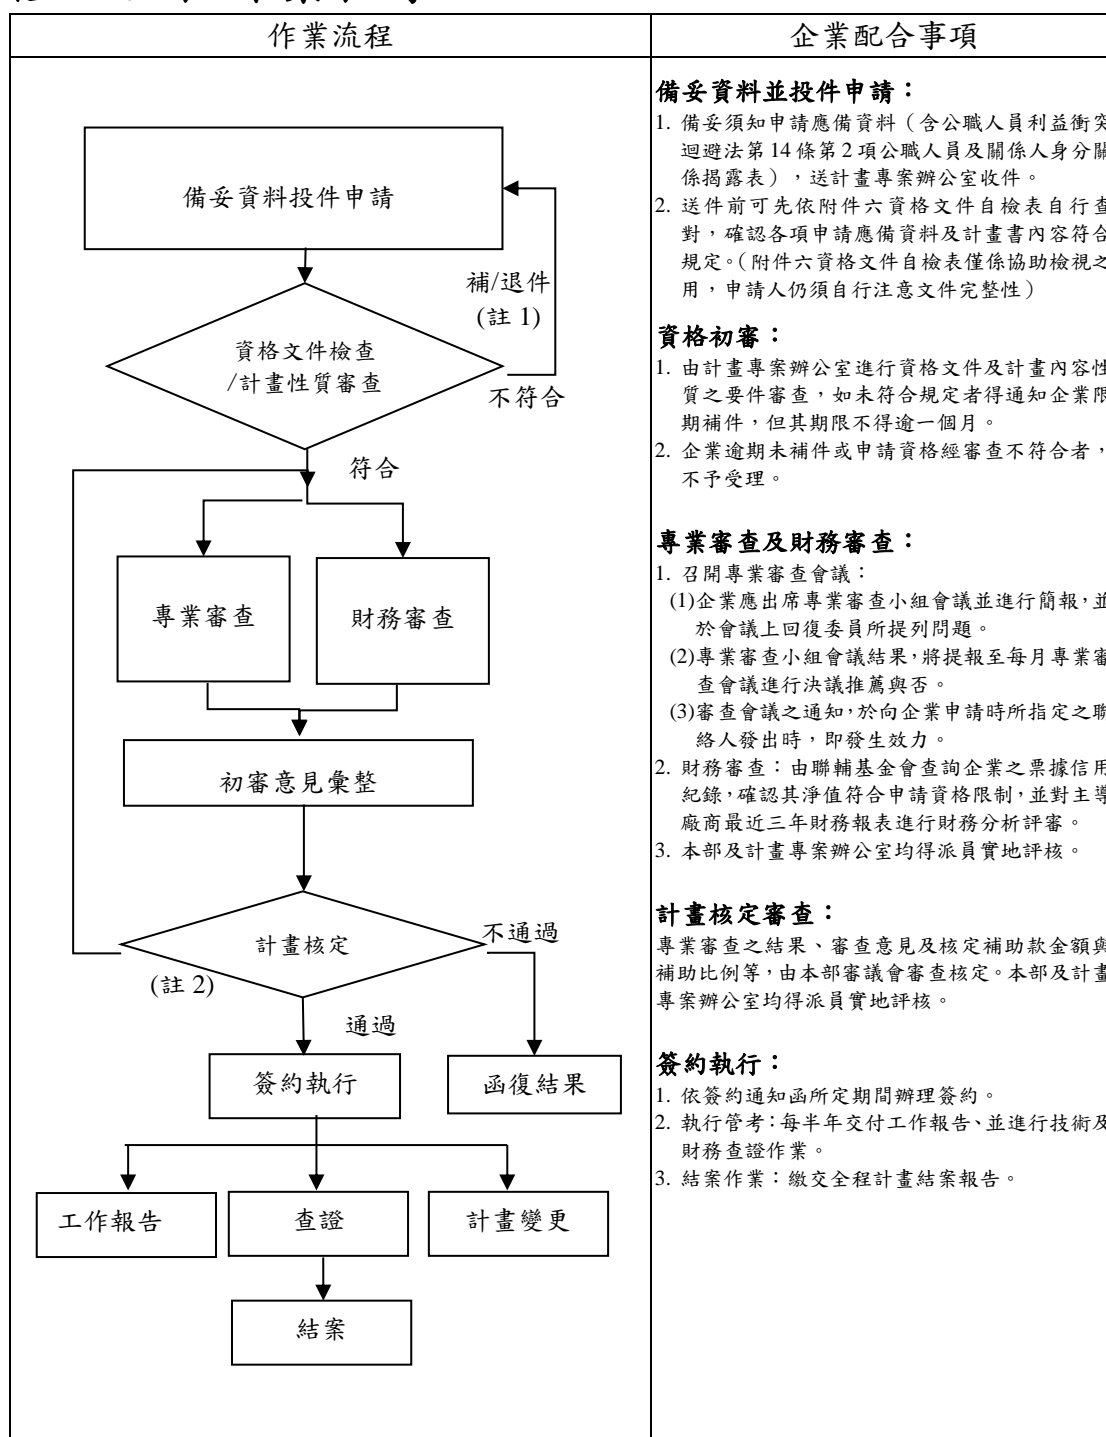 作業流程
企業配合事項
備妥資料投件申請
補/退件
(註 1)
資格文件檢查
/計畫性質審查
不符合
符合
專業審查
財務審查
初審意見彙整
計畫核定
不通過
(註 2)
通過
簽約執行
函復結果
工作報告
查證
計畫變更
結案
備妥資料並投件申請：
1. 備妥須知申請應備資料（含公職人員利益衝突
迴避法第 14 條第 2 項公職人員及關係人身分關
係揭露表），送計畫專案辦公室收件。
2. 送件前可先依附件六資格文件自檢表自行查
對，確認各項申請應備資料及計畫書內容符合
規定。（附件六資格文件自檢表僅係協助檢視之
用，申請人仍須自行注意文件完整性）
資格初審：
1. 由計畫專案辦公室進行資格文件及計畫內容性
質之要件審查，如未符合規定者得通知企業限
期補件，但其期限不得逾一個月。
2. 企業逾期未補件或申請資格經審查不符合者，
不予受理。
專業審查及財務審查：
1. 召開專業審查會議：
(1)企業應出席專業審查小組會議並進行簡報，並
於會議上回復委員所提列問題。
(2)專業審查小組會議結果，將提報至每月專業審
查會議進行決議推薦與否。
(3)審查會議之通知，於向企業申請時所指定之聯
絡人發出時，即發生效力。
2. 財務審查：由聯輔基金會查詢企業之票據信用
紀錄，確認其淨值符合申請資格限制，並對主導
廠商最近三年財務報表進行財務分析評審。
3. 本部及計畫專案辦公室均得派員實地評核。
計畫核定審查：
專業審查之結果、審查意見及核定補助款金額與
補助比例等，由本部審議會審查核定。本部及計畫
專案辦公室均得派員實地評核。
簽約執行：
1. 依簽約通知函所定期間辦理簽約。
2. 執行管考：每半年交付工作報告、並進行技術及
財務查證作業。
3. 結案作業：繳交全程計畫結案報告。